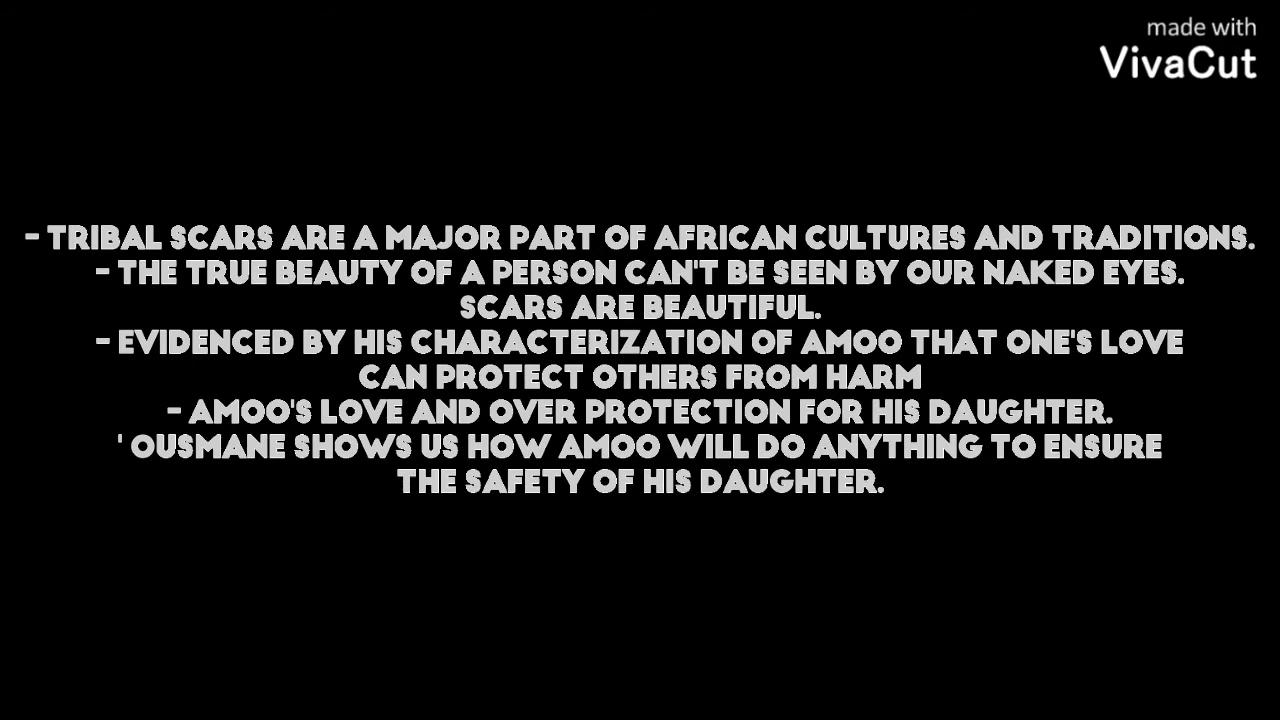 made with
VivaCut
- TRIBAL SCARS ARE A MAJOR PART OF AFRICAN CULTURES AND TRADITIONS.
- THE TRUE BEAUTY OF A PERSON CAN'T BE SEEN BY OUR NAKED EYES.
SCARS ARE BEAUTIFUL.
- EVIDENCED BY HIS CHARACTERIZATION OF AMOO THAT ONE'S LOVE
CAN PROTECT OTHERS FROM HARM
- AMOO'S LOVE AND OVER PROTECTION FOR HIS DAUGHTER.
' OUSMANE SHOWS US HOW AMOO WILL DO ANYTHING TO ENSURE
THE SAFETY OF HIS DAUGHTER.